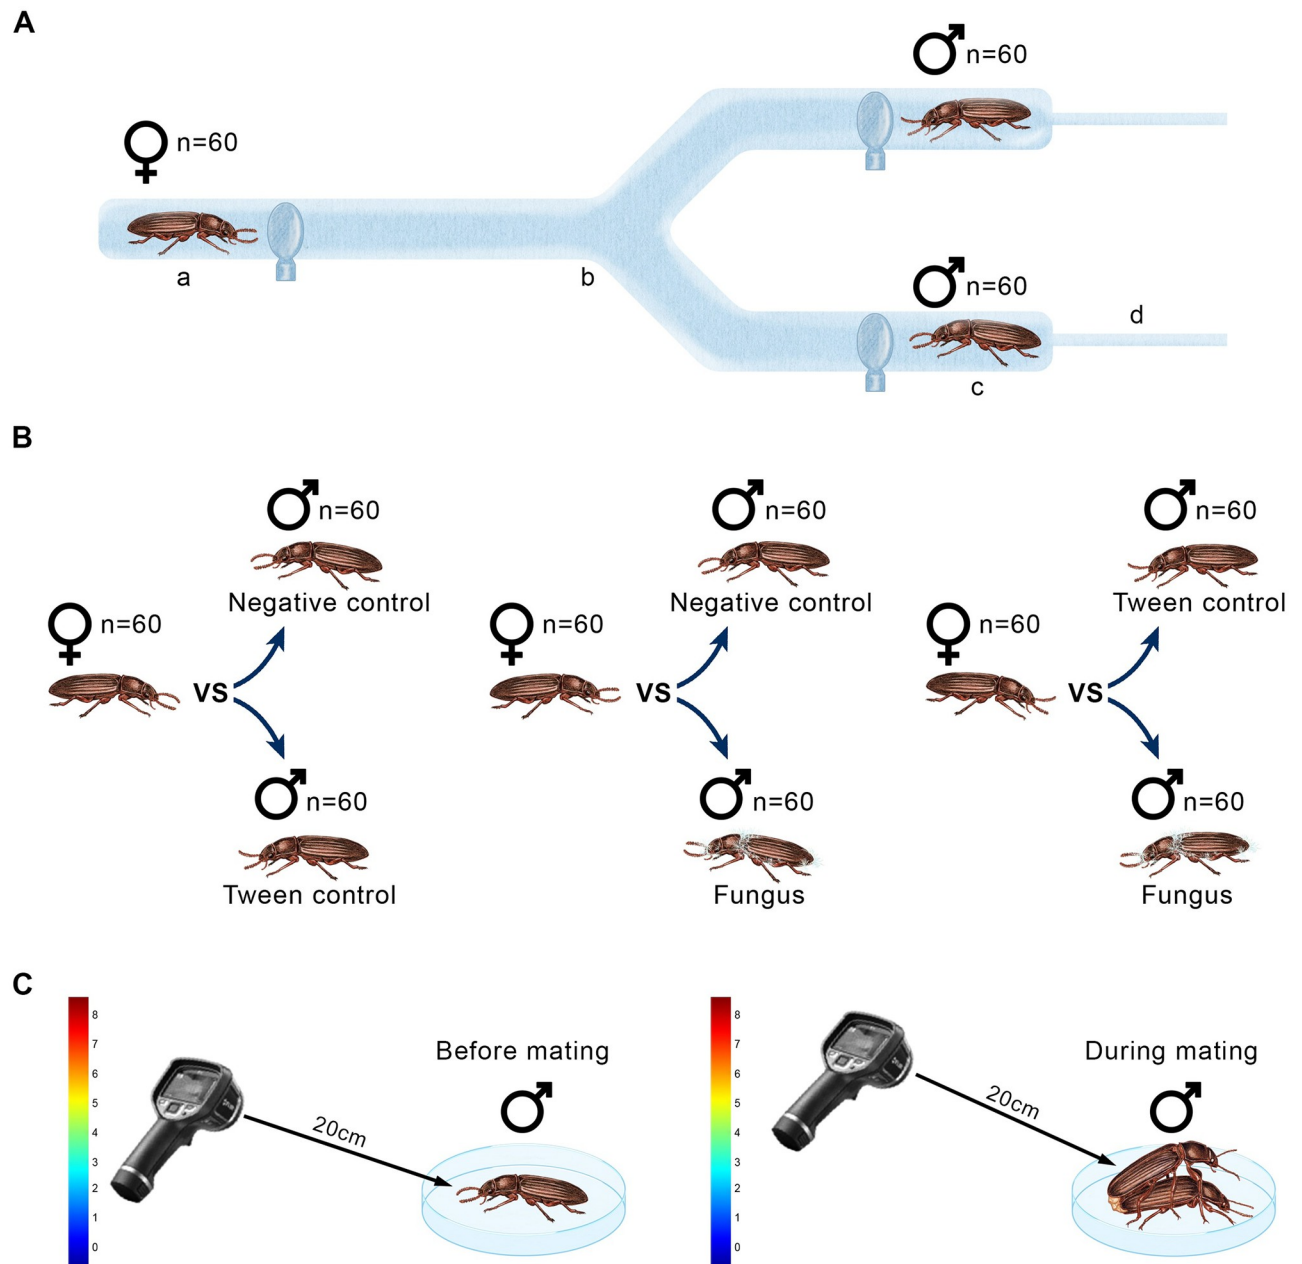 A
♂ n=60
♀ n=60
a
b
♂ n=60
d
c
B
♂ n=60
Negative control
♀ n=60
VS
♂ n=60
Tween control
♂ n=60
Negative control
♀ n=60
VS
♂ n=60
Fungus
♂ n=60
Tween control
♀ n=60
VS
♂ n=60
Fungus
C
8
7
6
5
4
3
2
1
0
Before mating
♂
20cm
8
7
6
5
4
3
2
1
0
During mating
♂
20cm